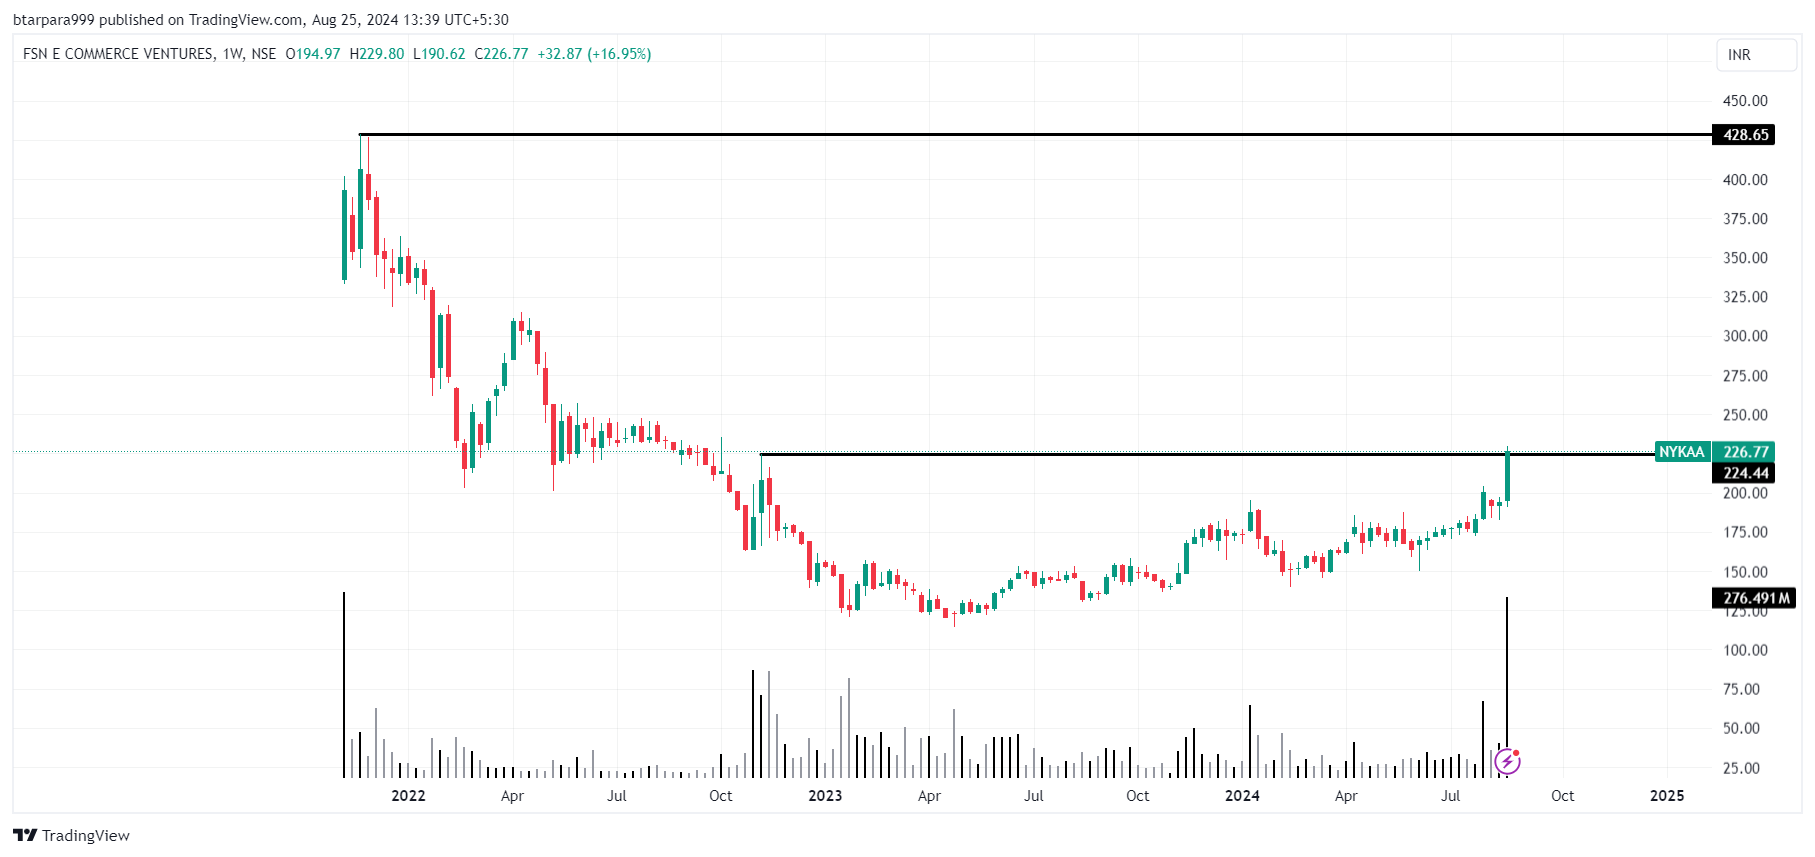 btarpara999 published on TradingView.com, Aug 25, 2024 13:39 UTC+5:30
FSN E COMMERCE VENTURES, 1W, NSE O194.97 H229.80 L190.62 C226.77 +32.87 (+16.95%)
INR
450.00
428.65
400.00
375.00
350.00
325.00
300.00
275.00
250.00
NYKAA 226.77
224.44
200.00
175.00
150.00
276.491M
125.00
100.00
75.00
50.00
25.00
2022 Apr Jul Oct 2023 Apr Jul Oct 2024 Apr Jul Oct 2025
TradingView